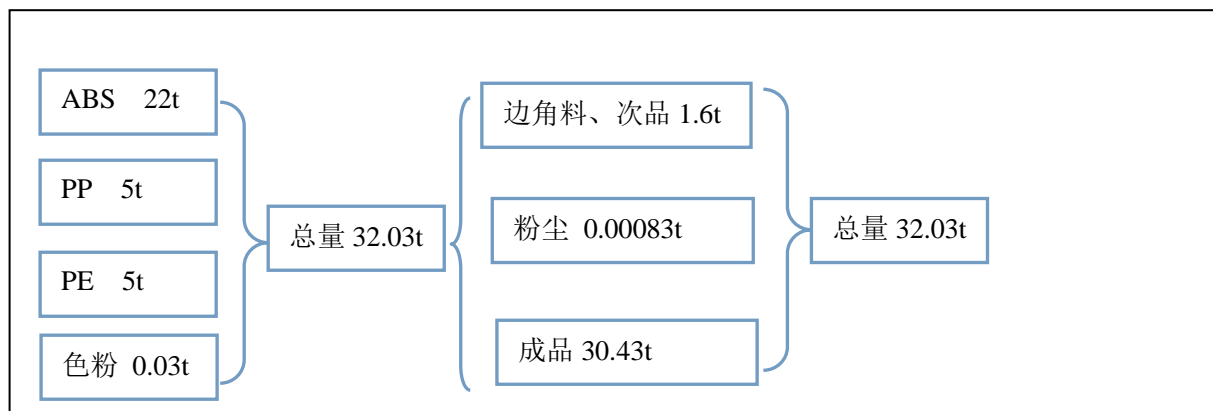 ABS 22t
PP 5t
PE 5t
色粉 0.03t
总量 32.03t
边角料、次品 1.6t
粉尘 0.00083t
成品 30.43t
总量 32.03t